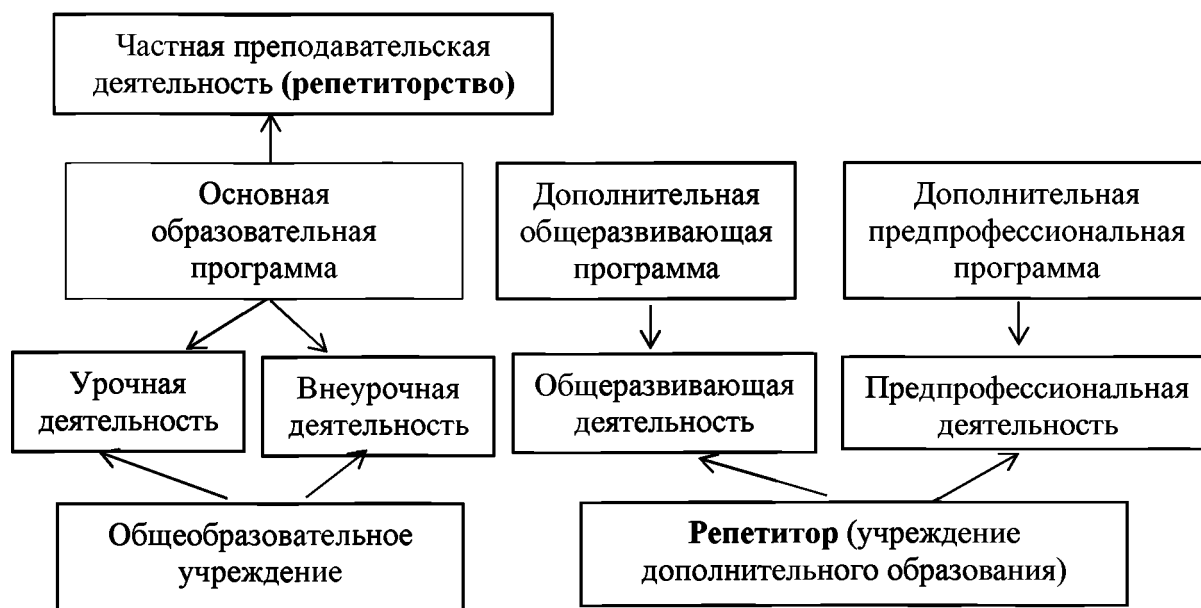 Частная преподавательская
деятельность (репетиторство)
Основная
образовательная
программа
Дополнительная
общеразвивающая
программа
Дополнительная
предпрофессиональная
программа
Урочная
деятельность
Внеурочная
деятельность
Общеразвивающая
деятельность
Предпрофессиональная
деятельность
Общеобразовательное
учреждение
Репетитор (учреждение
дополнительного образования)